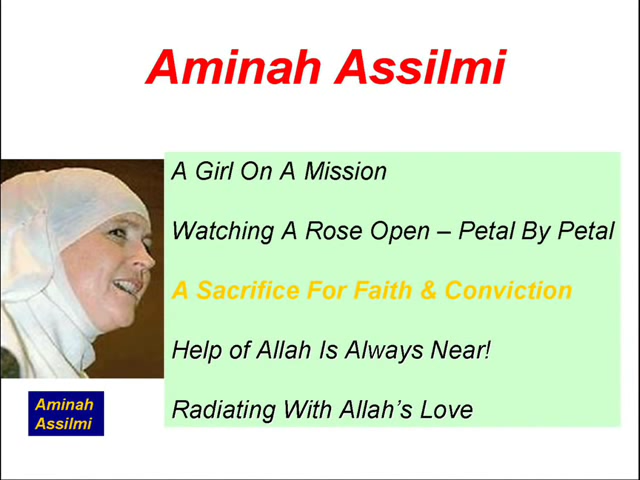 Aminah Assilmi
A Girl On A Mission
Watching A Rose Open – Petal By Petal
A Sacrifice For Faith & Conviction
Help of Allah Is Always Near!
Radiating With Allah’s Love
Aminah
Assilmi